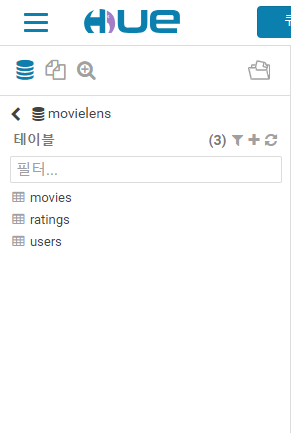 HUE
movielens
테이블 (3)
필터...
movies
ratings
users